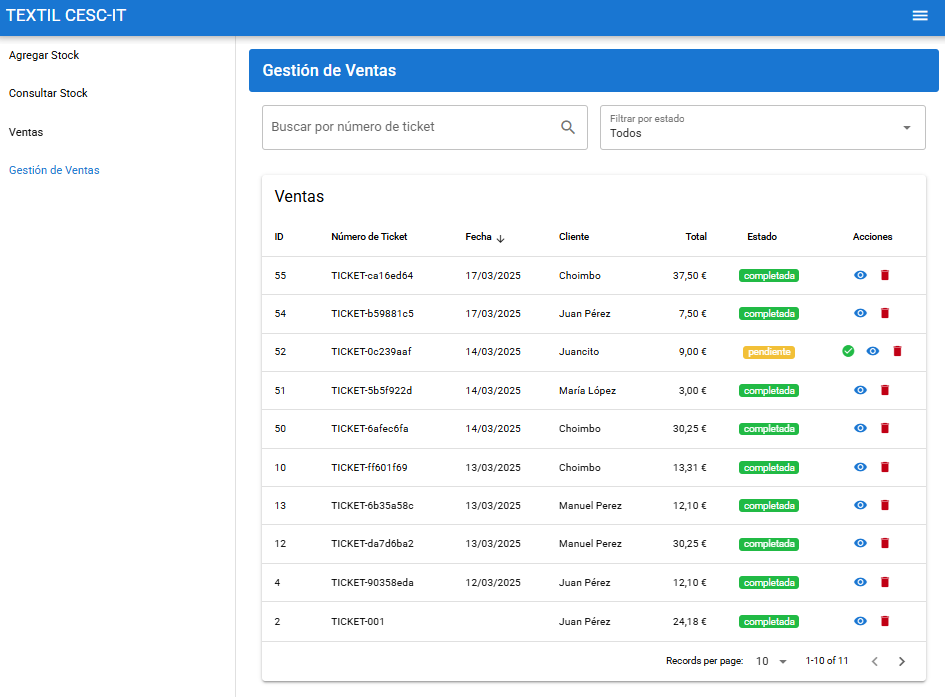 TEXTIL CESC-IT
Agregar Stock
Consultar Stock
Ventas
Gestión de Ventas
Gestión de Ventas
Buscar por número de ticket
Filtrar por estado
Todos
Ventas
ID Número de Ticket Fecha Cliente Total Estado Acciones
55 TICKET-ca16ed64 17/03/2025 Choimbo 37,50 € completada
54 TICKET-b59881c5 17/03/2025 Juan Pérez 7,50 € completada
52 TICKET-0c239aaf 14/03/2025 Juancito 9,00 € pendiente
51 TICKET-5b5f922d 14/03/2025 María López 3,00 € completada
50 TICKET-6afec6fa 14/03/2025 Choimbo 30,25 € completada
10 TICKET-ff601f69 13/03/2025 Choimbo 13,31 € completada
13 TICKET-6b35a58c 13/03/2025 Manuel Perez 12,10 € completada
12 TICKET-da7d6ba2 13/03/2025 Manuel Perez 30,25 € completada
4 TICKET-90358eda 12/03/2025 Juan Pérez 12,10 € completada
2 TICKET-001 Juan Pérez 24,18 € completada
Records per page: 10 1-10 of 11